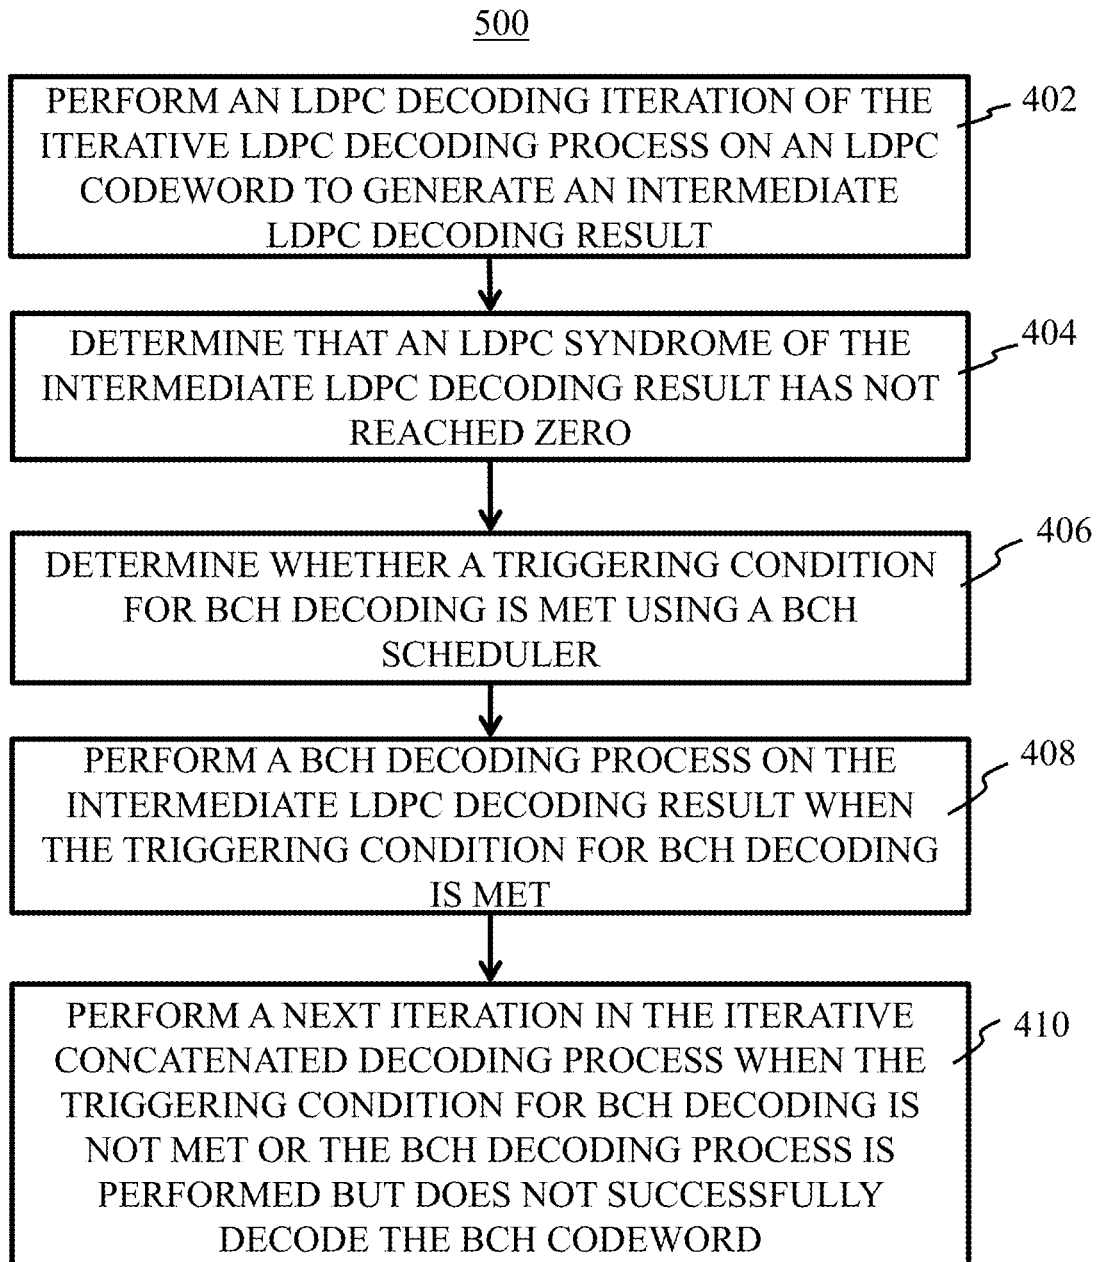 500
PERFORM AN LDPC DECODING ITERATION OF THE
ITERATIVE LDPC DECODING PROCESS ON AN LDPC
CODEWORD TO GENERATE AN INTERMEDIATE
LDPC DECODING RESULT
402
DETERMINE THAT AN LDPC SYNDROME OF THE
INTERMEDIATE LDPC DECODING RESULT HAS NOT
REACHED ZERO
404
DETERMINE WHETHER A TRIGGERING CONDITION
FOR BCH DECODING IS MET USING A BCH
SCHEDULER
406
PERFORM A BCH DECODING PROCESS ON THE
INTERMEDIATE LDPC DECODING RESULT WHEN
THE TRIGGERING CONDITION FOR BCH DECODING
IS MET
408
PERFORM A NEXT ITERATION IN THE ITERATIVE
CONCATENATED DECODING PROCESS WHEN THE
TRIGGERING CONDITION FOR BCH DECODING IS
NOT MET OR THE BCH DECODING PROCESS IS
PERFORMED BUT DOES NOT SUCCESSFULLY
DECODE THE BCH CODEWORD
410